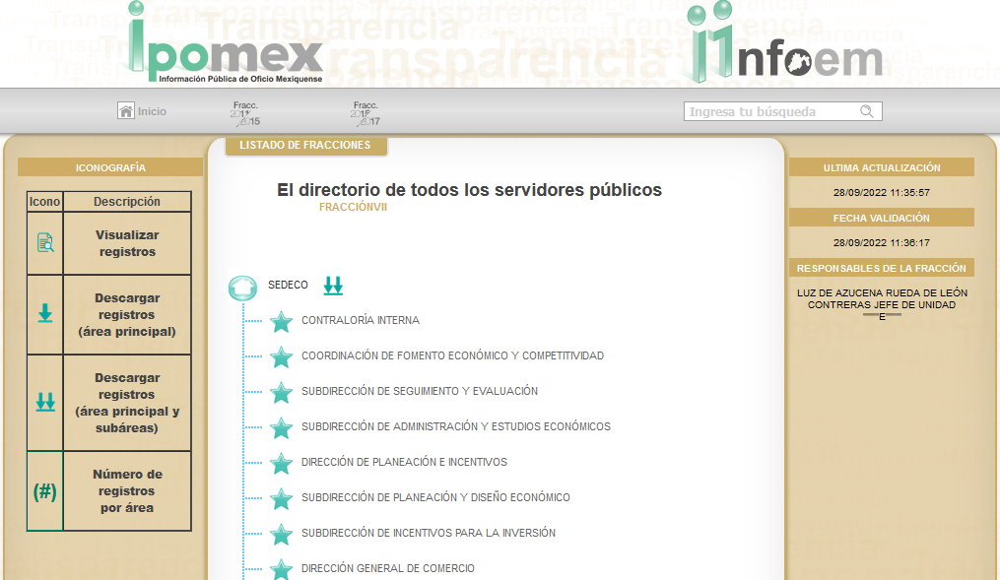 ipomex
Información Pública de Oficio Mexiquense
infoem
Inicio
Fracc.
2015
Fracc.
2017
Ingresa tu búsqueda
LISTADO DE FRACCIONES
ICONOGRAFÍA
Icono Descripción
Visualizar
registros
Descargar
registros
(área principal)
Descargar
registros
(área principal y
subáreas)
(#)
Número de
registros
por área
El directorio de todos los servidores públicos
FRACCIÓNVII
SEDECO
CONTRALORÍA INTERNA
COORDINACIÓN DE FOMENTO ECONÓMICO Y COMPETITIVIDAD
SUBDIRECCIÓN DE SEGUIMIENTO Y EVALUACIÓN
SUBDIRECCIÓN DE ADMINISTRACIÓN Y ESTUDIOS ECONÓMICOS
DIRECCIÓN DE PLANEACIÓN E INCENTIVOS
SUBDIRECCIÓN DE PLANEACIÓN Y DISEÑO ECONÓMICO
SUBDIRECCIÓN DE INCENTIVOS PARA LA INVERSIÓN
DIRECCIÓN GENERAL DE COMERCIO
ULTIMA ACTUALIZACIÓN
28/09/2022 11:35:57
FECHA VALIDACIÓN
28/09/2022 11:36:17
RESPONSABLES DE LA FRACCIÓN
LUZ DE AZUCENA RUEDA DE LEÓN
CONTRERAS JEFE DE UNIDAD
E